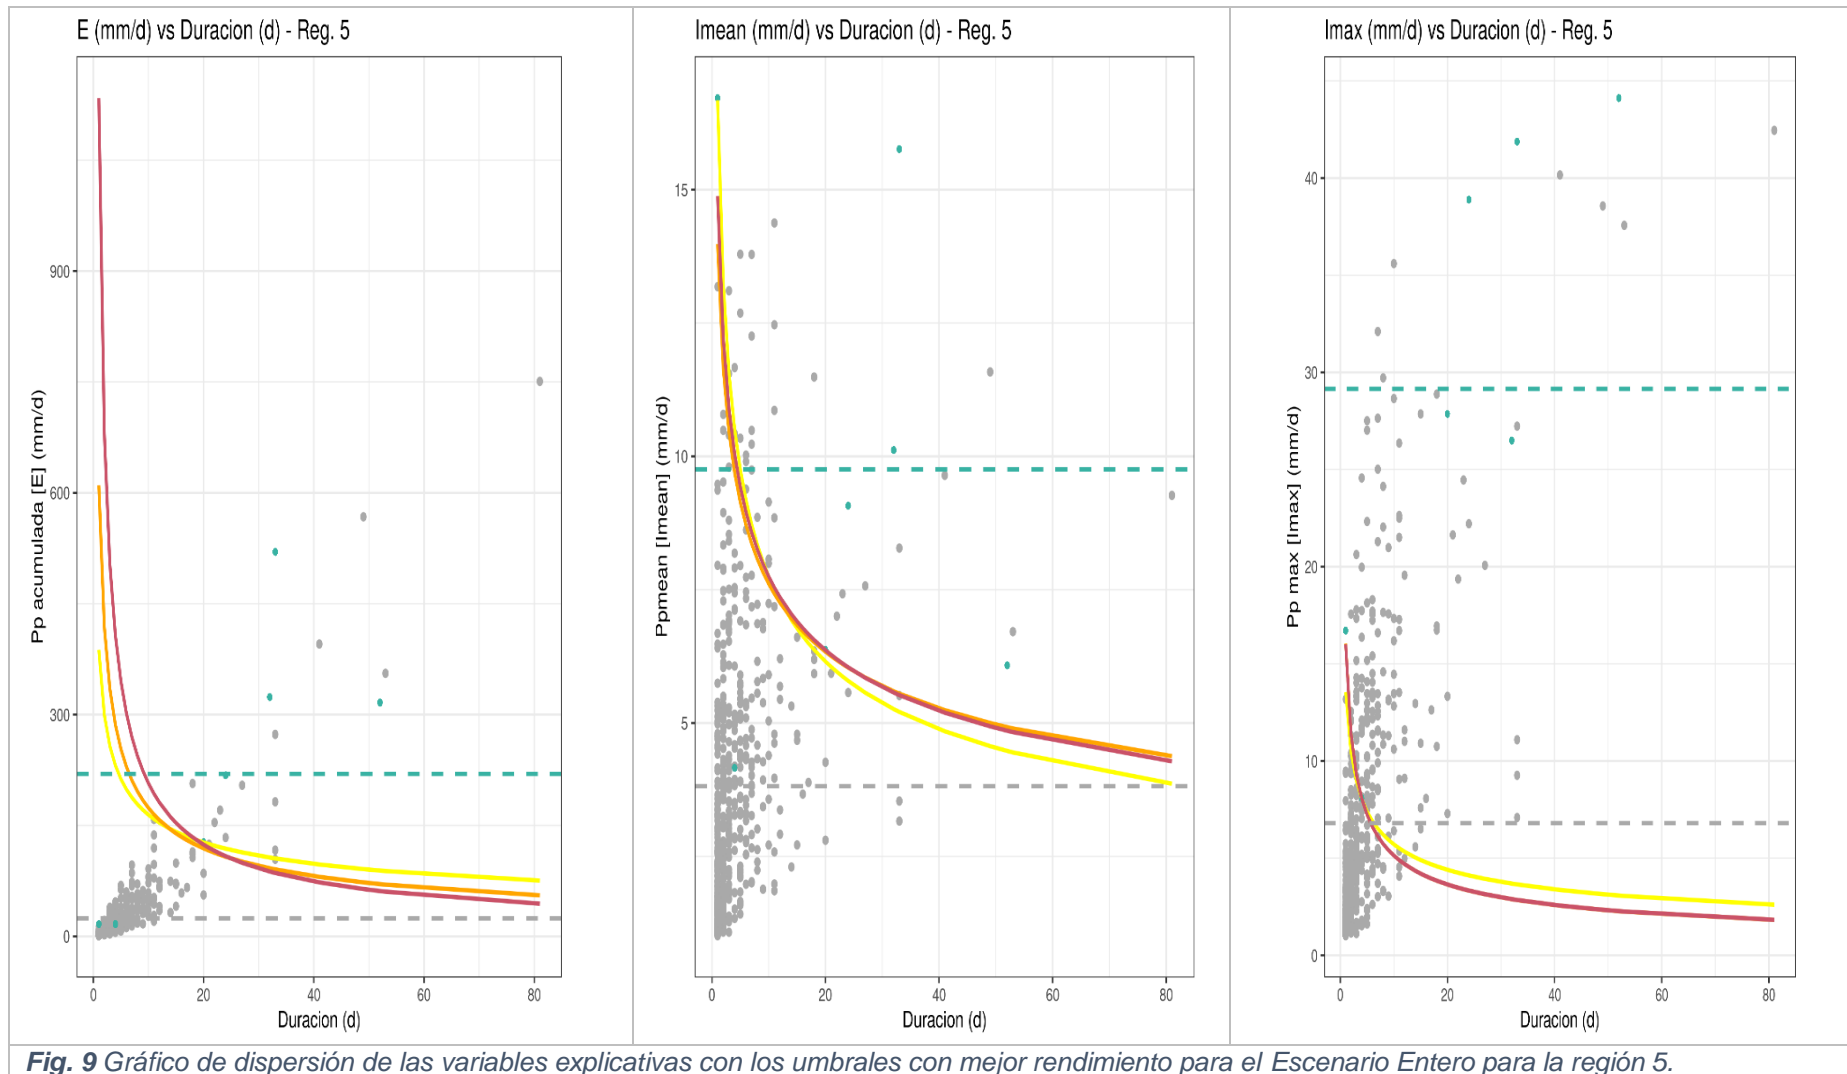 E (mm/d) vs Duracion (d) - Reg. 5
Pp acumulada [E] (mm/d)
900
600
300
0
0 20 40 60 80
Duracion (d)
Imean (mm/d) vs Duracion (d) - Reg. 5
Ppmean [Imean] (mm/d)
15
10
5
0 20 40 60 80
Duracion (d)
Imax (mm/d) vs Duracion (d) - Reg. 5
Pp max [Imax] (mm/d)
40
30
20
10
0
0 20 40 60 80
Duracion (d)
Fig. 9 Gráfico de dispersión de las variables explicativas con los umbrales con mejor rendimiento para el Escenario Entero para la región 5.